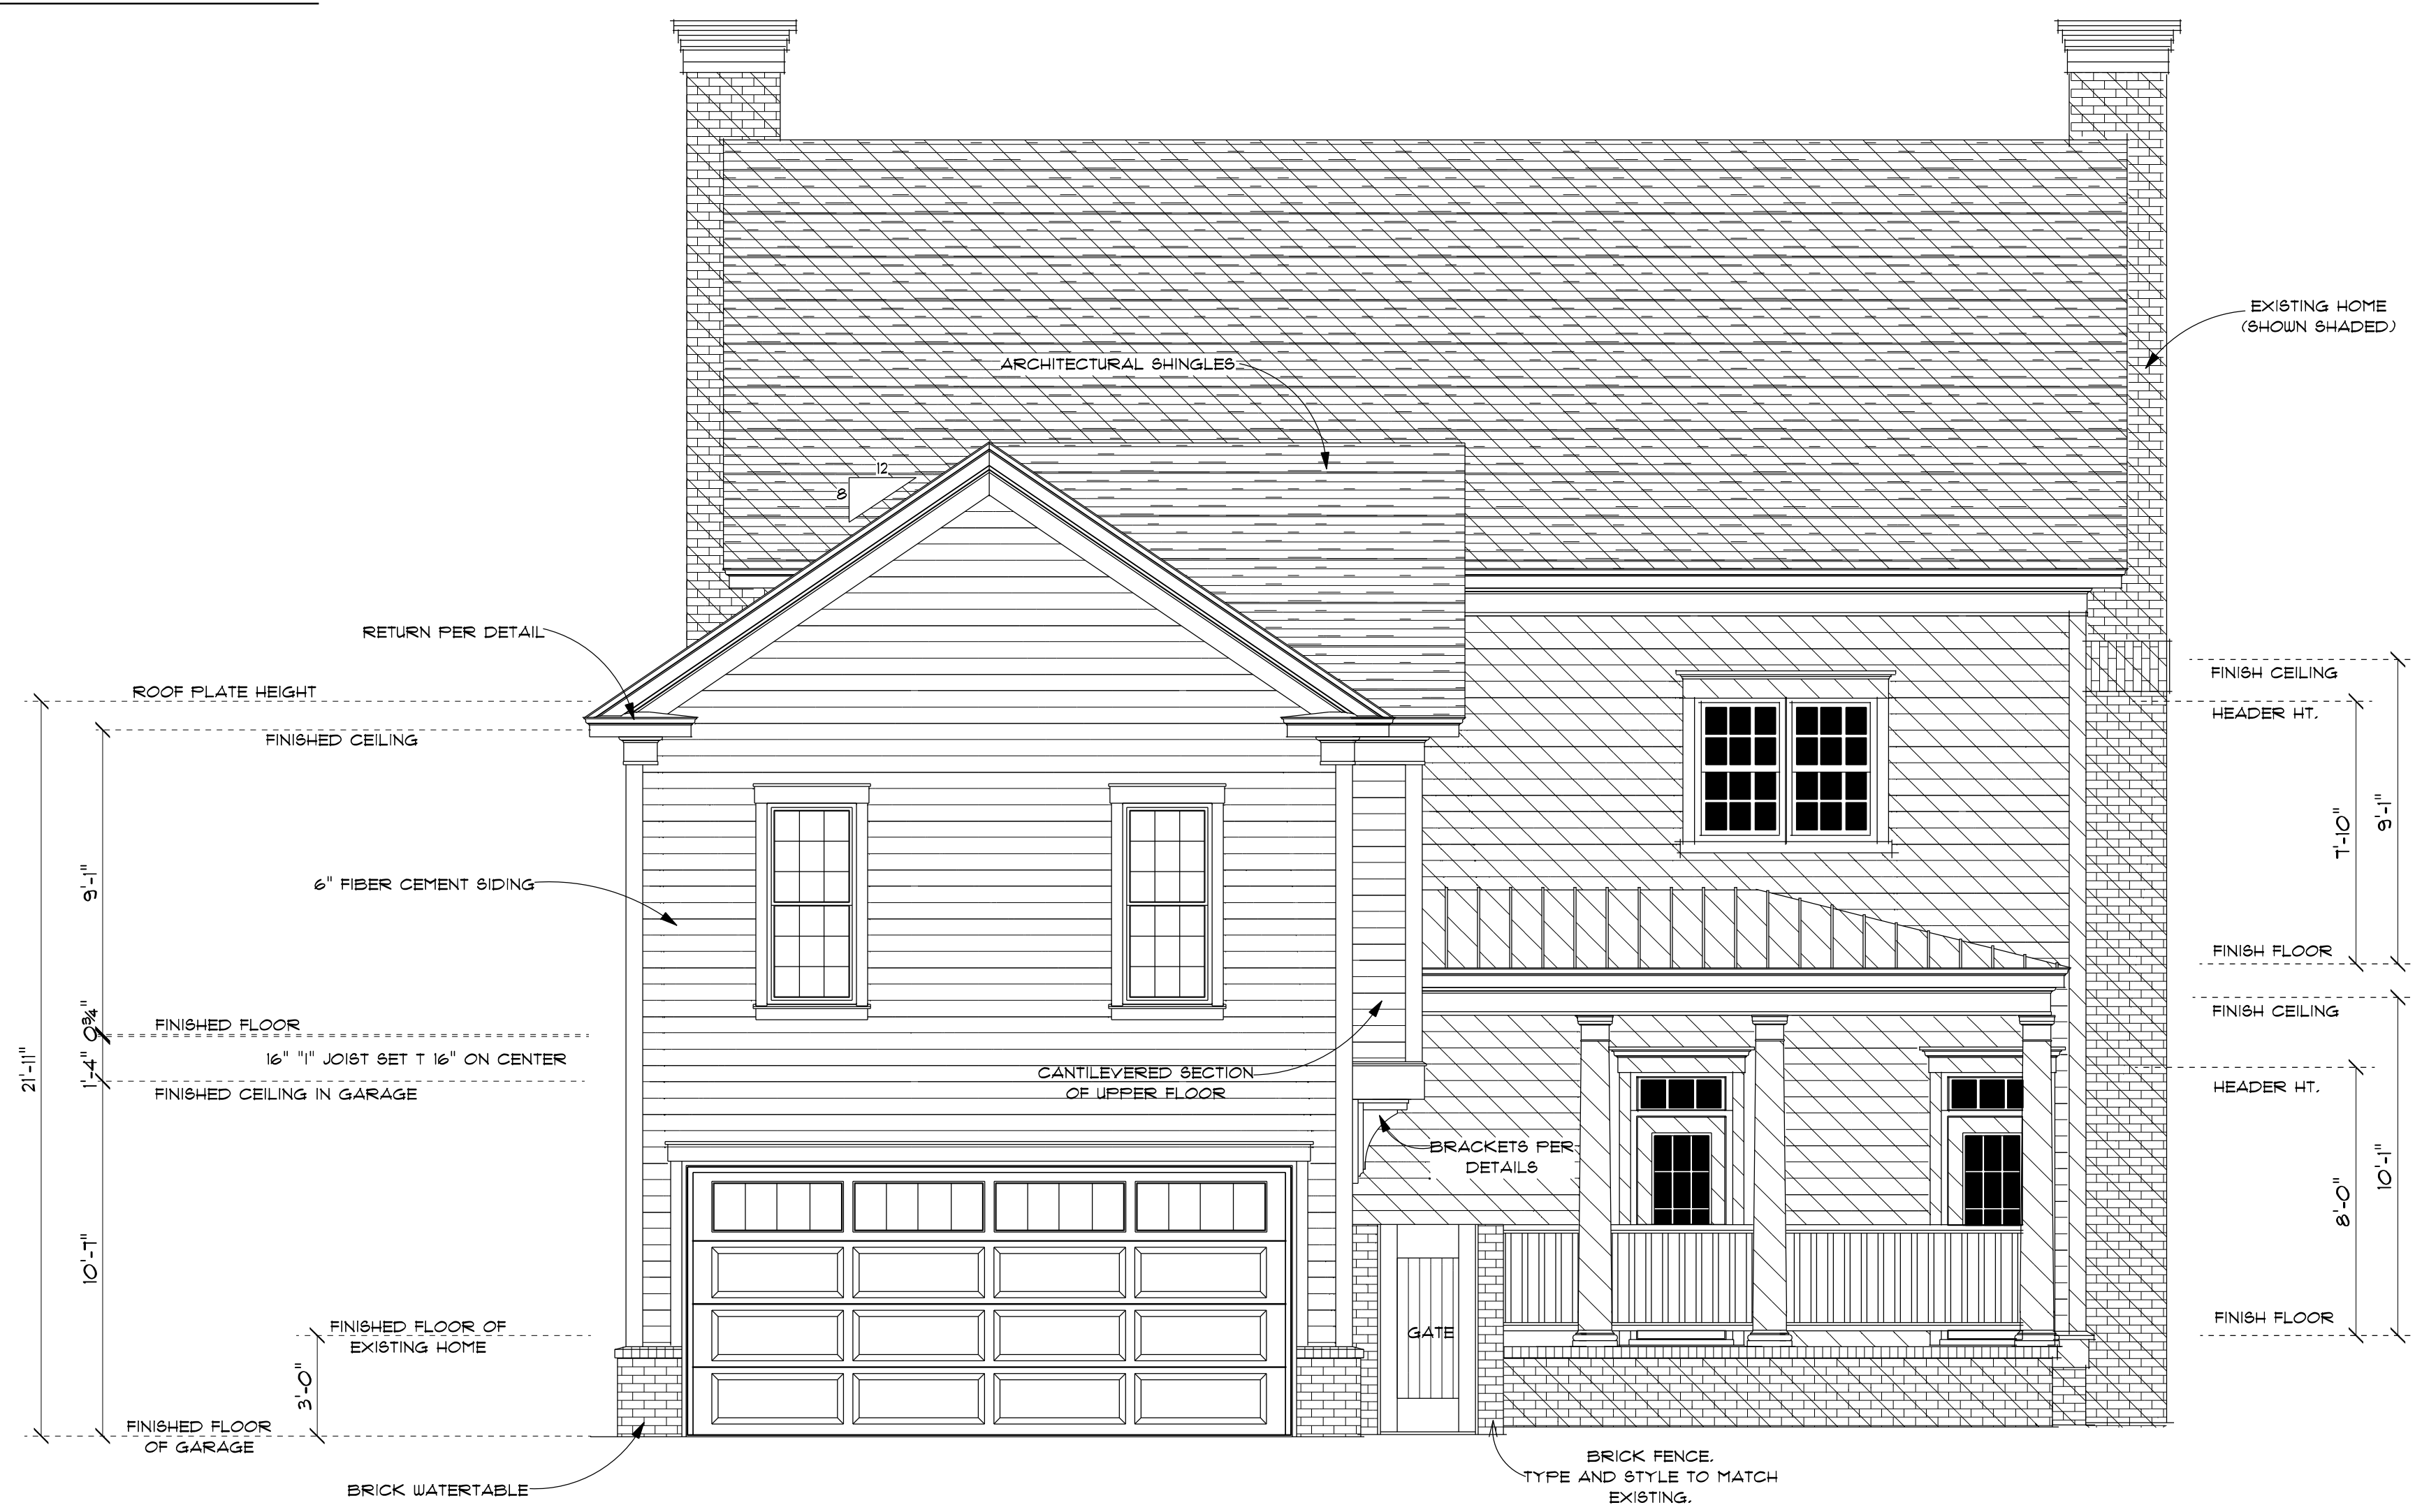 12
8
ARCHITECTURAL SHINGLES
EXISTING HOME
(SHOWN SHADED)
RETURN PER DETAIL
ROOF PLATE HEIGHT
FINISHED CEILING
6" FIBER CEMENT SIDING
FINISHED FLOOR
16" "I" JOIST SET T 16" ON CENTER
FINISHED CEILING IN GARAGE
FINISHED FLOOR OF
EXISTING HOME
FINISHED FLOOR
OF GARAGE
BRICK WATERTABLE
21'-11"
9'-1"
0¾"
1'-4"
10'-7"
3'-0"
CANTILEVERED SECTION
OF UPPER FLOOR
BRACKETS PER
DETAILS
GATE
BRICK FENCE.
TYPE AND STYLE TO MATCH
EXISTING.
FINISH CEILING
HEADER HT.
7'-10"
9'-1"
FINISH FLOOR
FINISH CEILING
HEADER HT.
8'-0"
10'-1"
FINISH FLOOR